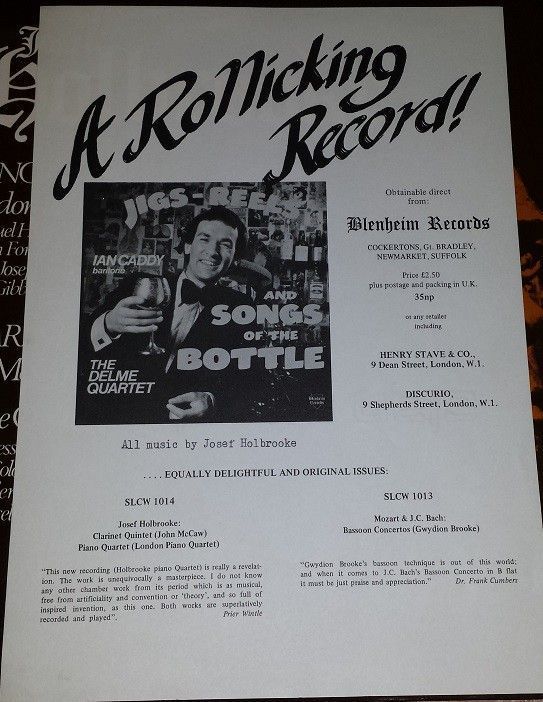 A Rollicking
Record!
JIGS-REELS
IAN CADDY
baritone
AND
SONGS
OF THE
BOTTLE
THE
DELME
QUARTET
Obtainable direct
from:
Blenheim Records
COCKERTONS, Gt. BRADLEY,
NEWMARKET, SUFFOLK
Price £2.50
plus postage and packing in U.K.
35np
or any retailer
including
HENRY STAVE & CO.,
9 Dean Street, London, W.1.
DISCURIO,
9 Shepherds Street, London, W.1.
All music by Josef Holbrooke
. . . . EQUALLY DELIGHTFUL AND ORIGINAL ISSUES:
SLCW 1014
Josef Holbrooke:
Clarinet Quintet (John McCaw)
Piano Quartet (London Piano Quartet)
"This new recording (Holbrooke piano Quartet) is really a revelat-
ion. The work is unequivocally a masterpiece. I do not know
any other chamber work from its period which is as musical,
free from artificiality and convention or 'theory', and so full of
inspired invention, as this one. Both works are superlatively
recorded and played".
Prier Wintle
SLCW 1013
Mozart & J.C. Bach:
Bassoon Concertos (Gwydion Brooke)
"Gwydion Brooke's bassoon technique is out of this world;
and when it comes to J.C. Bach's Bassoon Concerto in B flat
it must be just praise and appreciation."
Dr. Frank Cumbers